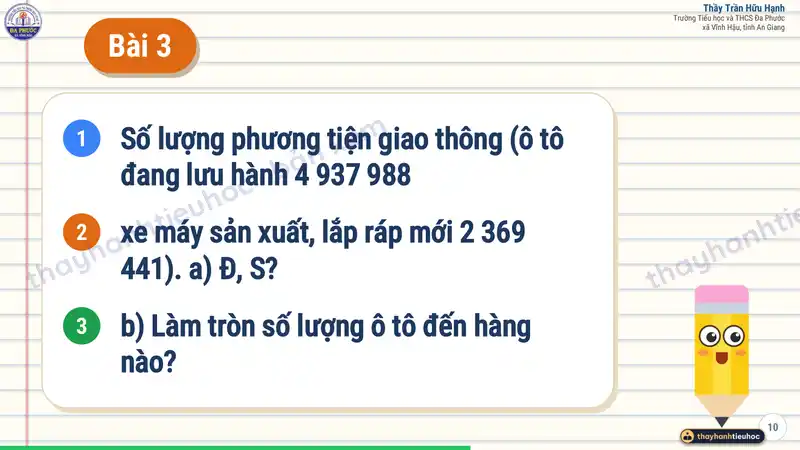 Thầy Trần Hữu Hạnh
Trường Tiểu học và THCS Đa Phước
xã Vĩnh Hậu, tỉnh An Giang
ĐA PHƯỚC
Bài 3
1
Số lượng phương tiện giao thông (ô tô
đang lưu hành 4 937 988
2
xe máy sản xuất, lắp ráp mới 2 369
441). a) Đ, S?
3
b) Làm tròn số lượng ô tô đến hàng
nào?
thayhanhtieuhoc
10